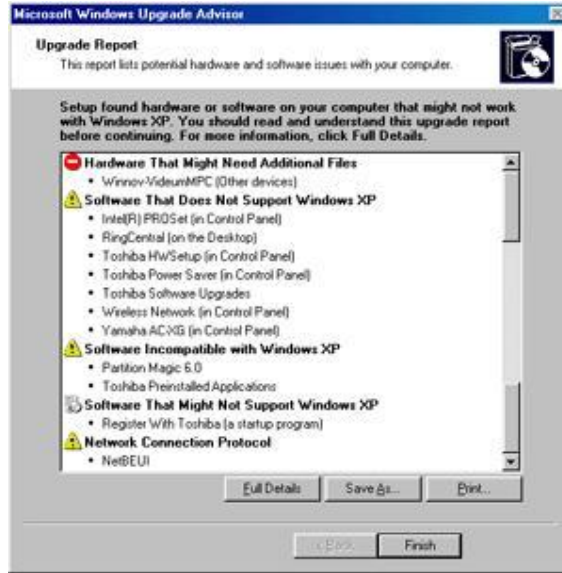 Microsoft Windows Upgrade Advisor
Upgrade Report
This report lists potential hardware and software issues with your computer.
Setup found hardware or software on your computer that might not work
with Windows XP. You should read and understand this upgrade report
before continuing. For more information, click Full Details.
Hardware That Might Need Additional Files
• Winnov-VideumMPC (Other devices)
Software That Does Not Support Windows XP
• Intel(R) PROSet (in Control Panel)
• RingCentral (on the Desktop)
• Toshiba HWSetup (in Control Panel)
• Toshiba Power Saver (in Control Panel)
• Toshiba Software Upgrades
• Wireless Network (in Control Panel)
• Yamaha AC-XG (in Control Panel)
Software Incompatible with Windows XP
• Partition Magic 6.0
• Toshiba Preinstalled Applications
Software That Might Not Support Windows XP
• Register With Toshiba (a startup program)
Network Connection Protocol
• NetBEUI
Full Details Save As... Print...
< Back Finish